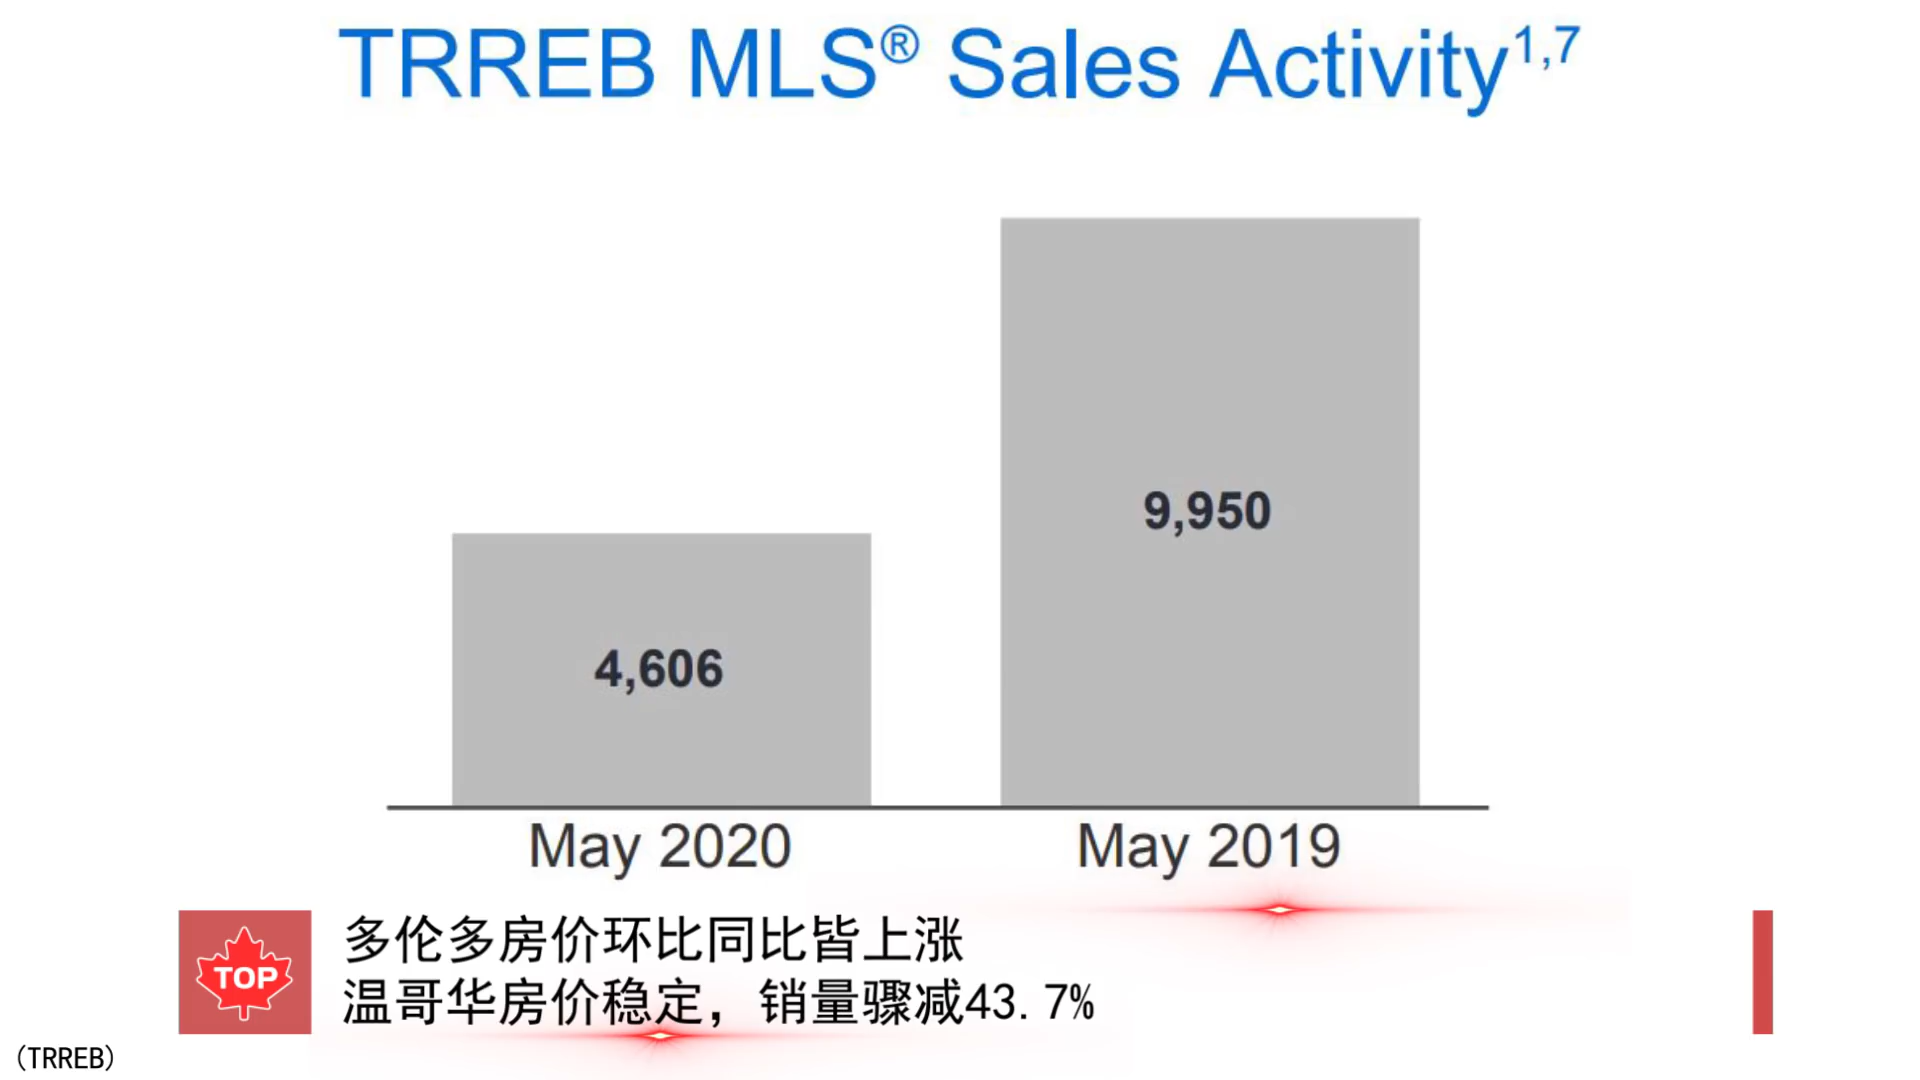 TRREB MLS® Sales Activity1,7
9,950
4,606
May 2020 May 2019
TOP
多伦多房价环比同比皆上涨
温哥华房价稳定，销量骤减43.7%
(TRREB)